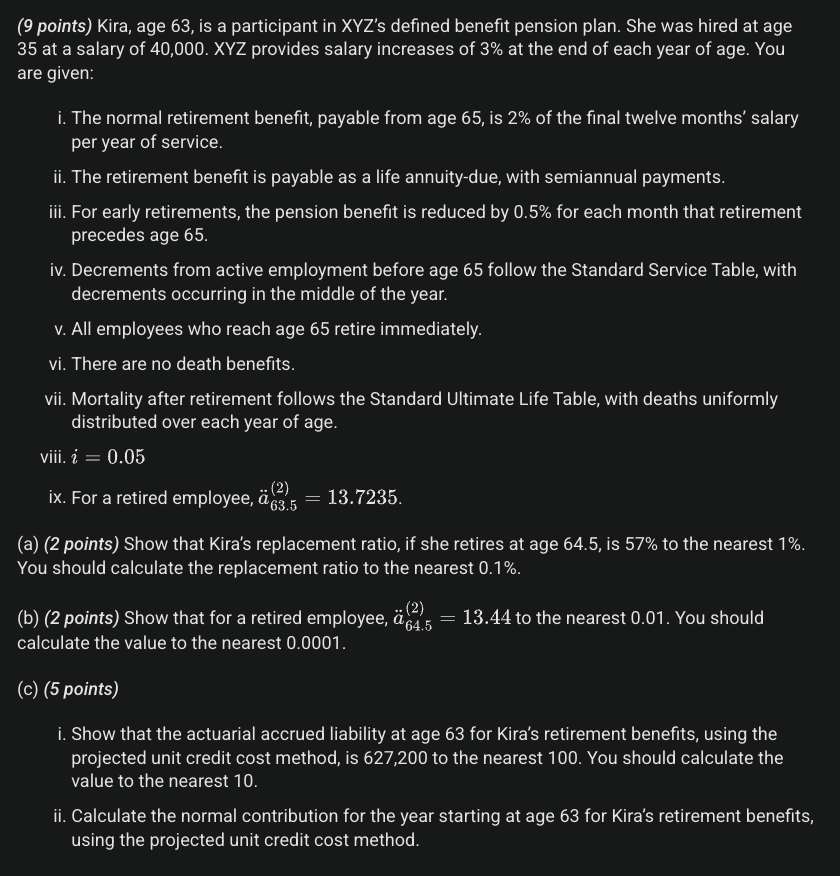 (9 points) Kira, age 63, is a participant in XYZ’s defined benefit pension plan. She was hired at age
35 at a salary of 40,000. XYZ provides salary increases of 3% at the end of each year of age. You
are given:
i. The normal retirement benefit, payable from age 65, is 2% of the final twelve months’ salary
per year of service.
ii. The retirement benefit is payable as a life annuity-due, with semiannual payments.
iii. For early retirements, the pension benefit is reduced by 0.5% for each month that retirement
precedes age 65.
iv. Decrements from active employment before age 65 follow the Standard Service Table, with
decrements occurring in the middle of the year.
v. All employees who reach age 65 retire immediately.
vi. There are no death benefits.
vii. Mortality after retirement follows the Standard Ultimate Life Table, with deaths uniformly
distributed over each year of age.
viii. i = 0.05
ix. For a retired employee, ä^{(2)}_{63.5} = 13.7235.
(a) (2 points) Show that Kira’s replacement ratio, if she retires at age 64.5, is 57% to the nearest 1%.
You should calculate the replacement ratio to the nearest 0.1%.
(b) (2 points) Show that for a retired employee, ä^{(2)}_{64.5} = 13.44 to the nearest 0.01. You should
calculate the value to the nearest 0.0001.
(c) (5 points)
i. Show that the actuarial accrued liability at age 63 for Kira’s retirement benefits, using the
projected unit credit cost method, is 627,200 to the nearest 100. You should calculate the
value to the nearest 10.
ii. Calculate the normal contribution for the year starting at age 63 for Kira’s retirement benefits,
using the projected unit credit cost method.